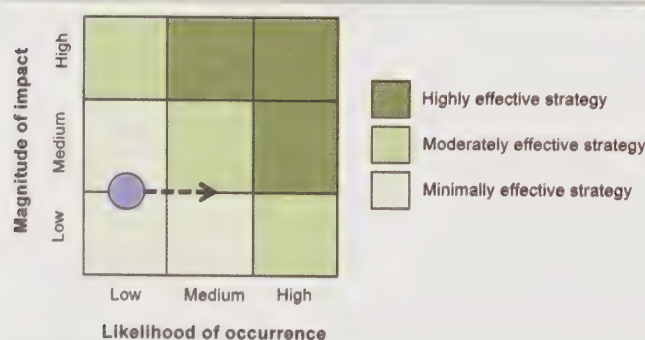 Magnitude of impact
High
Medium
Low
Low Medium High
Likelihood of occurrence
Highly effective strategy
Moderately effective strategy
Minimally effective strategy